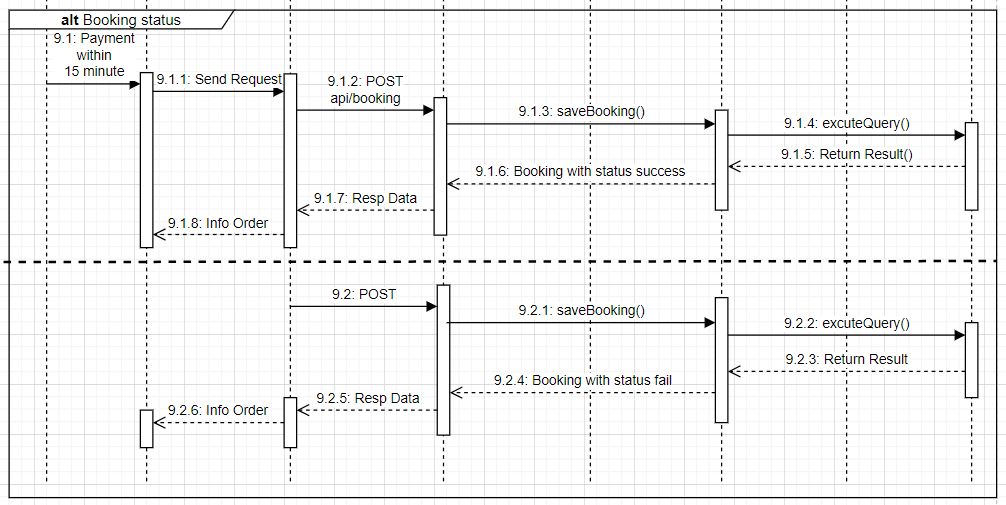 alt Booking status
9.1: Payment
within
15 minute
9.1.1: Send Request
9.1.2: POST
api/booking
9.1.3: saveBooking()
9.1.4: excuteQuery()
9.1.5: Return Result()
9.1.6: Booking with status success
9.1.7: Resp Data
9.1.8: Info Order
9.2: POST
9.2.1: saveBooking()
9.2.2: excuteQuery()
9.2.3: Return Result
9.2.4: Booking with status fail
9.2.5: Resp Data
9.2.6: Info Order